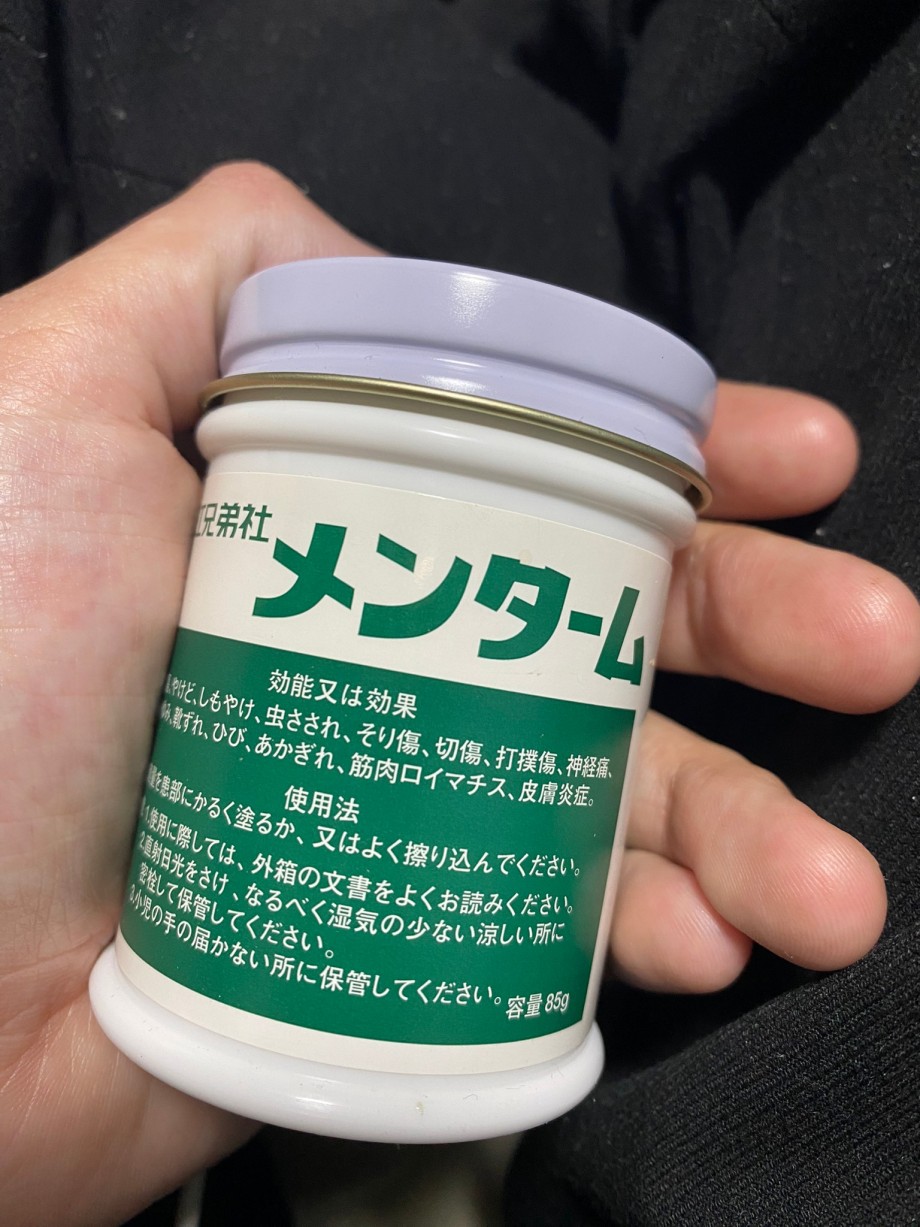 兄弟社
メンターム
効能又は効果
やけど、しもやけ、虫さされ、そり傷、切傷、打撲傷、神経痛、
靴ずれ、ひび、あかぎれ、筋肉ロイマチス、皮膚炎症。
使用法
を患部にかるく塗るか、又はよく擦り込んでください。
1.使用に際しては、外箱の文書をよくお読みください。
2.直射日光をさけ、なるべく湿気の少ない涼しい所に
密栓して保管してください。
3.小児の手の届かない所に保管してください。
容量 85g